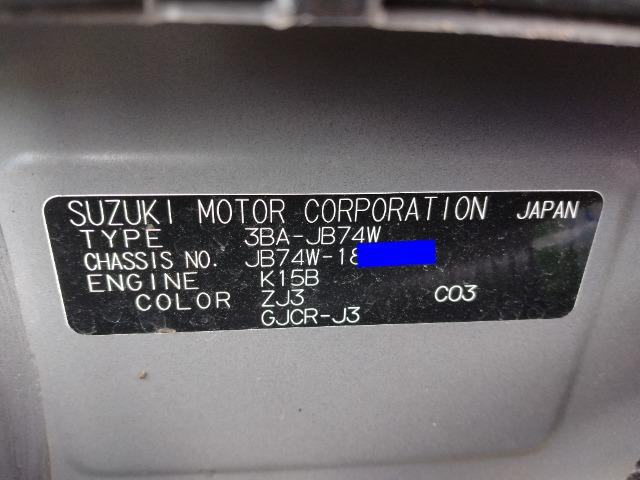 SUZUKI MOTOR CORPORATION JAPAN
TYPE 3BA-JB74W
CHASSIS NO. JB74W-18
ENGINE K15B
COLOR ZJ3 C03
GJCR-J3